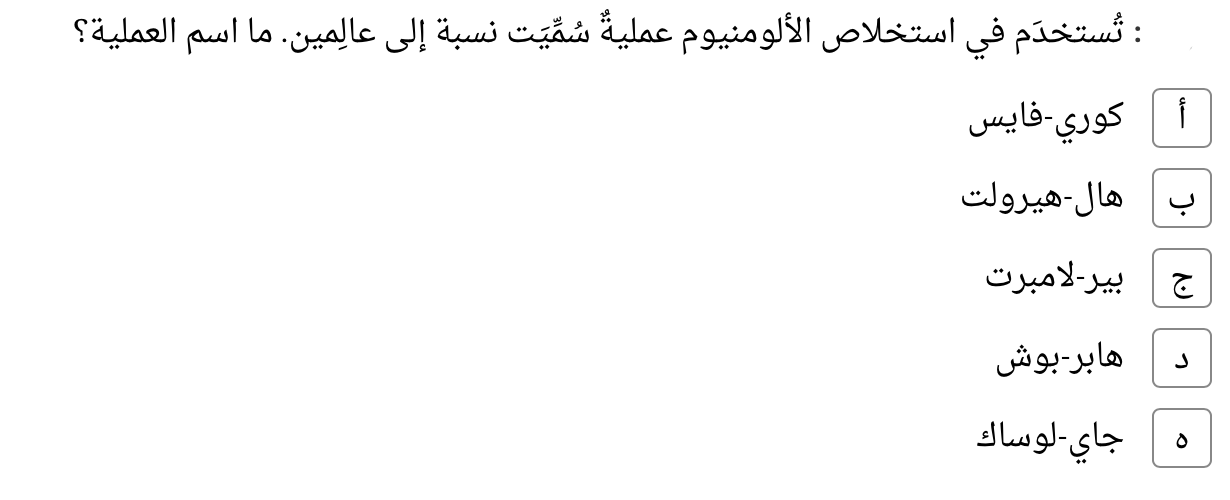 : تُستخدَم في استخلاص الألومنيوم عمليةٌ سُمِّيَت نسبة إلى عالِمين. ما اسم العملية؟
أ كوري-فايس
ب هال-هيرولت
ج بير-لامبرت
د هابر-بوش
ه جاي-لوساك